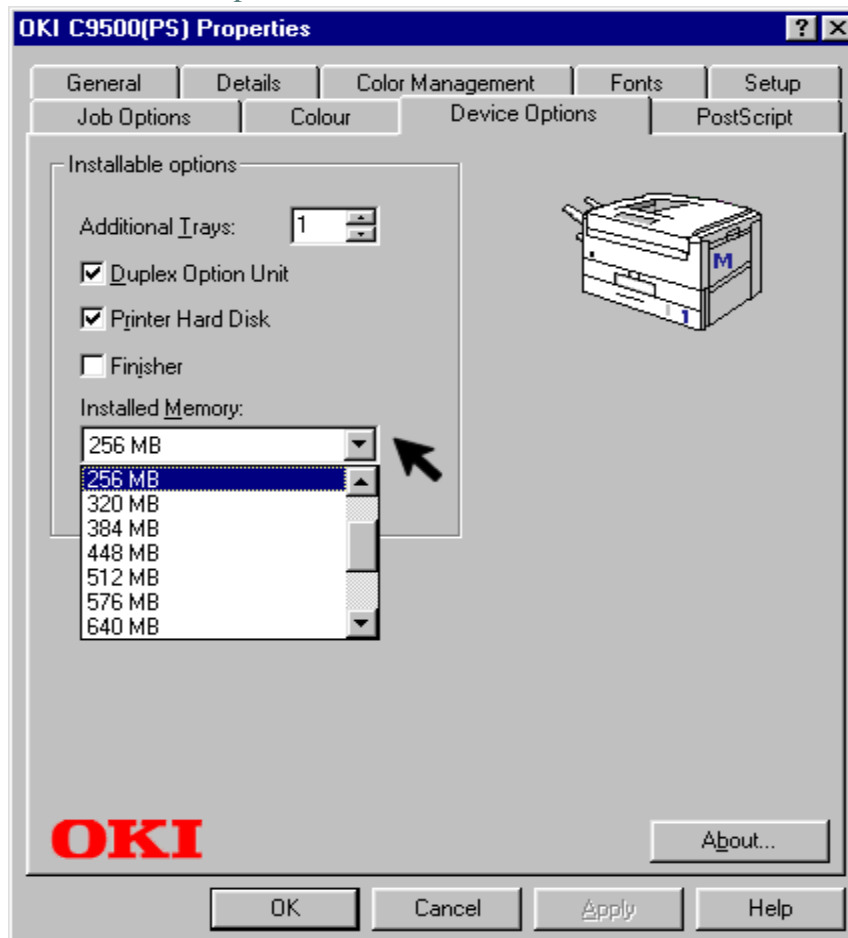 OKI C9500(PS) Properties
General Details Color Management Fonts Setup
Job Options Colour Device Options PostScript
Installable options
Additional Trays: 1
Duplex Option Unit
Printer Hard Disk
Finisher
Installed Memory:
256 MB
256 MB
320 MB
384 MB
448 MB
512 MB
576 MB
640 MB
M
1
OKI
About...
OK Cancel Apply Help